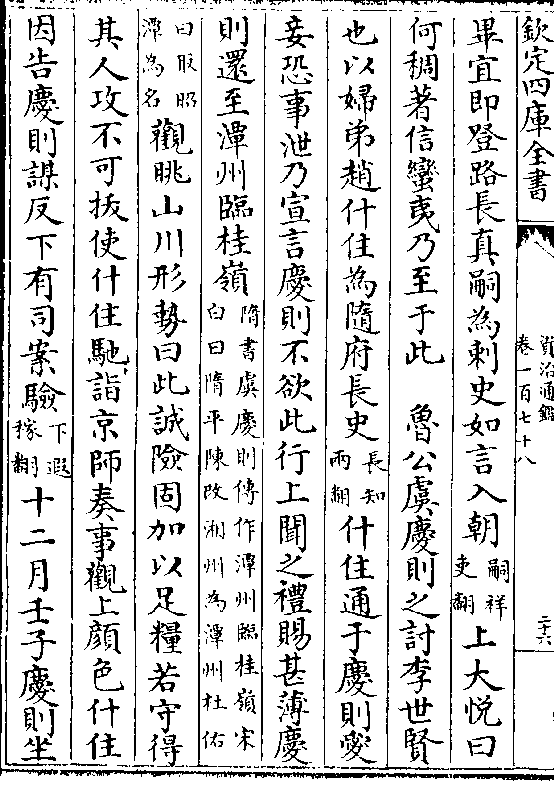 欽定四庫全書
資治通鑑
卷一百七十八
二十六
畢宜即登路長真嗣為刺史如言入朝嗣祥吏翻上大悅曰
何稠著信蠻夷乃至于此 魯公虞慶則之討李世賢
也以婦弟趙什住為隨府長史長知兩翻什住通于慶則愛
妾恐事泄乃宣言慶則不欲此行上聞之禮賜甚薄慶
則還至潭州臨桂嶺隋書虞慶則傳作潭州臨桂嶺宋白曰隋平陳改湘州為潭州杜佑
曰取昭潭為名觀眺山川形勢曰此誠險固加以足糧若守得
其人攻不可拔使什住馳詣京師奏事觀上顔色什住
因告慶則謀反下有司案驗下遐稼翻十二月壬子慶則坐